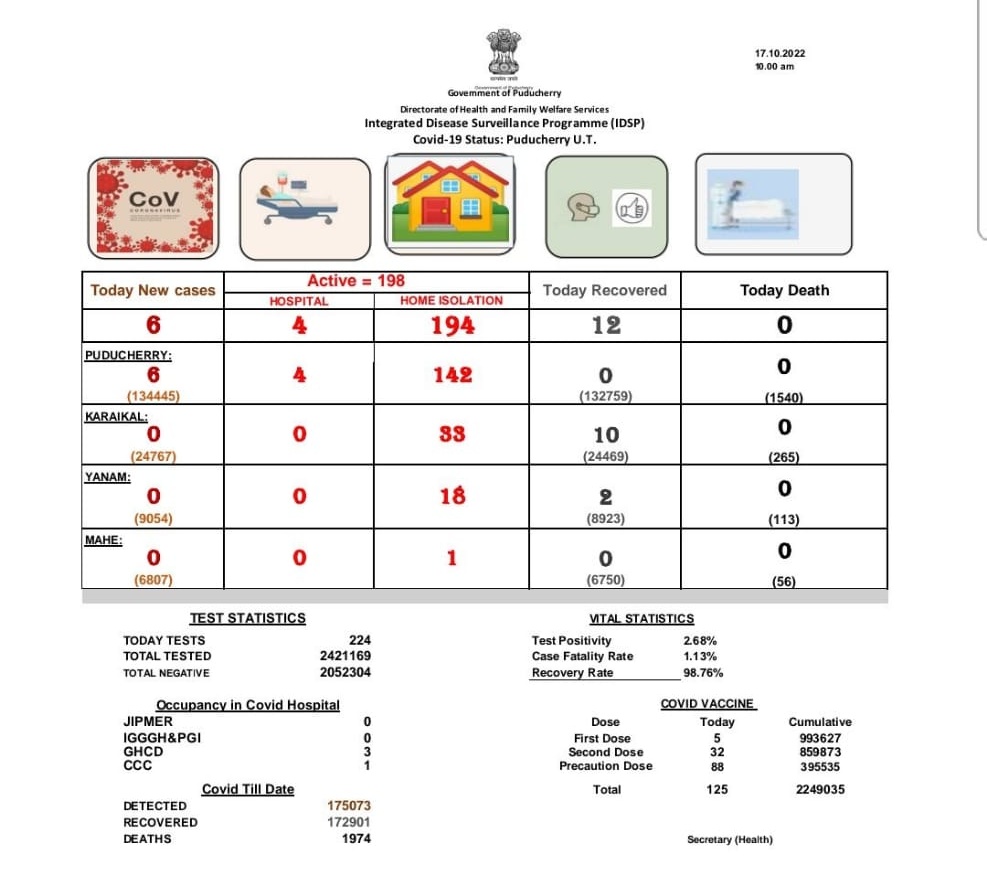 17.10.2022
10.00 am
सत्यमेव जयते
Government of Puducherry
Government of Puducherry
Directorate of Health and Family Welfare Services
Integrated Disease Surveillance Programme (IDSP)
Covid-19 Status: Puducherry U.T.
CoV
CORONAVIRUS
Today New cases Active = 198 Today Recovered Today Death
HOSPITAL HOME ISOLATION
6 4 194 12 0
PUDUCHERRY:
6 4 142 0 0
(134445) (132759) (1540)
KARAIKAL:
0 0 33 10 0
(24767) (24469) (265)
YANAM:
0 0 18 2 0
(9054) (8923) (113)
MAHE:
0 0 1 0 0
(6807) (6750) (56)
TEST STATISTICS
TODAY TESTS 224
TOTAL TESTED 2421169
TOTAL NEGATIVE 2052304
VITAL STATISTICS
Test Positivity 2.68%
Case Fatality Rate 1.13%
Recovery Rate 98.76%
Occupancy in Covid Hospital
JIPMER 0
IGGGH&PGI 0
GHCD 3
CCC 1
COVID VACCINE
Dose Today Cumulative
First Dose 5 993627
Second Dose 32 859873
Precaution Dose 88 395535
Total 125 2249035
Covid Till Date
DETECTED 175073
RECOVERED 172901
DEATHS 1974
Secretary (Health)